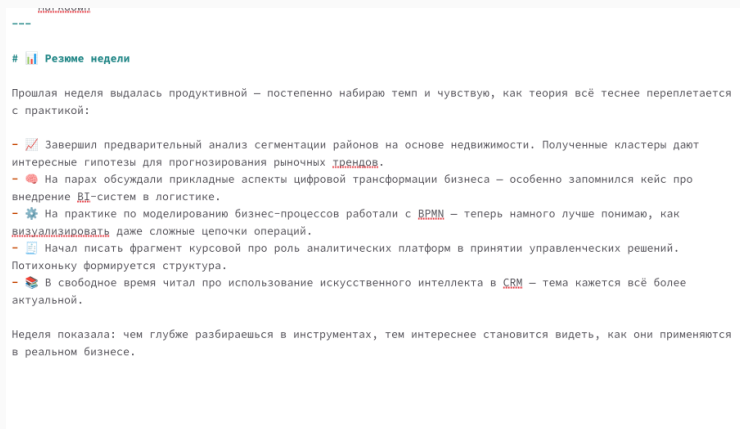 ---
# 📊 Резюме недели
Прошлая неделя выдалась продуктивной — постепенно набираю темп и чувствую, как теория всё теснее переплетается
с практикой:
- 📈 Завершил предварительный анализ сегментации районов на основе недвижимости. Полученные кластеры дают
интересные гипотезы для прогнозирования рыночных трендов.
- 🧠 На парах обсуждали прикладные аспекты цифровой трансформации бизнеса — особенно запомнился кейс про
внедрение BI-систем в логистике.
- ⚙️ На практике по моделированию бизнес-процессов работали с BPMN — теперь намного лучше понимаю, как
визуализировать даже сложные цепочки операций.
- 🧾 Начал писать фрагмент курсовой про роль аналитических платформ в принятии управленческих решений.
Потихоньку формируется структура.
- 📚 В свободное время читал про использование искусственного интеллекта в CRM — тема кажется всё более
актуальной.
Неделя показала: чем глубже разбираешься в инструментах, тем интереснее становится видеть, как они применяются
в реальном бизнесе.